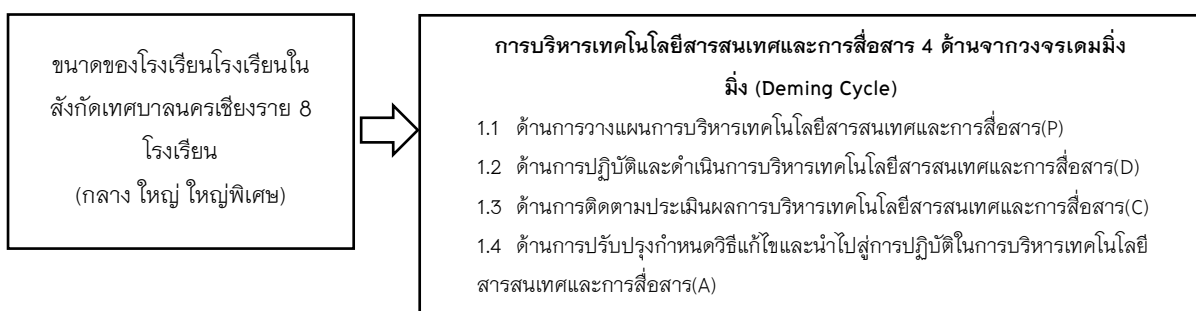 ขนาดของโรงเรียนโรงเรียนใน
สังกัดเทศบาลนครเชียงราย 8
โรงเรียน
(กลาง ใหญ่ ใหญ่พิเศษ)
การบริหารเทคโนโลยีสารสนเทศและการสื่อสาร 4 ด้านจากวงจรเดมมิ่ง
มิ่ง (Deming Cycle)
1.1 ด้านการวางแผนการบริหารเทคโนโลยีสารสนเทศและการสื่อสาร(P)
1.2 ด้านการปฏิบัติและดำเนินการบริหารเทคโนโลยีสารสนเทศและการสื่อสาร(D)
1.3 ด้านการติดตามประเมินผลการบริหารเทคโนโลยีสารสนเทศและการสื่อสาร(C)
1.4 ด้านการปรับปรุงกำหนดวิธีแก้ไขและนำไปสู่การปฏิบัติในการบริหารเทคโนโลยี
สารสนเทศและการสื่อสาร(A)